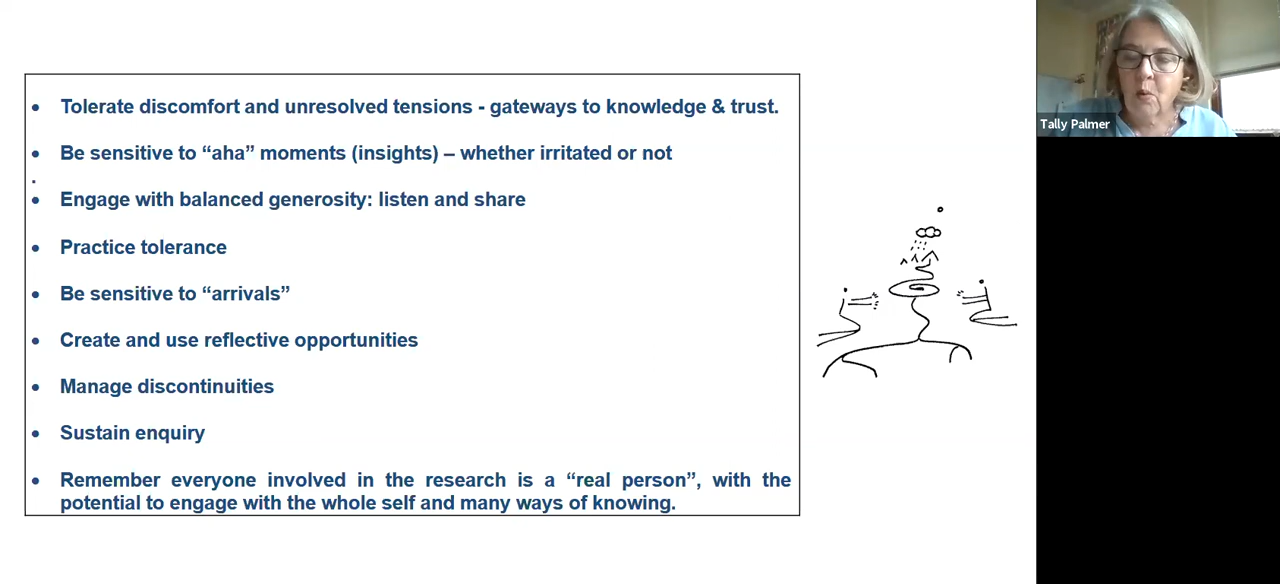 • Tolerate discomfort and unresolved tensions - gateways to knowledge & trust.
• Be sensitive to “aha” moments (insights) – whether irritated or not
.
• Engage with balanced generosity: listen and share
• Practice tolerance
• Be sensitive to “arrivals”
• Create and use reflective opportunities
• Manage discontinuities
• Sustain enquiry
• Remember everyone involved in the research is a “real person”, with the
potential to engage with the whole self and many ways of knowing.
Tally Palmer